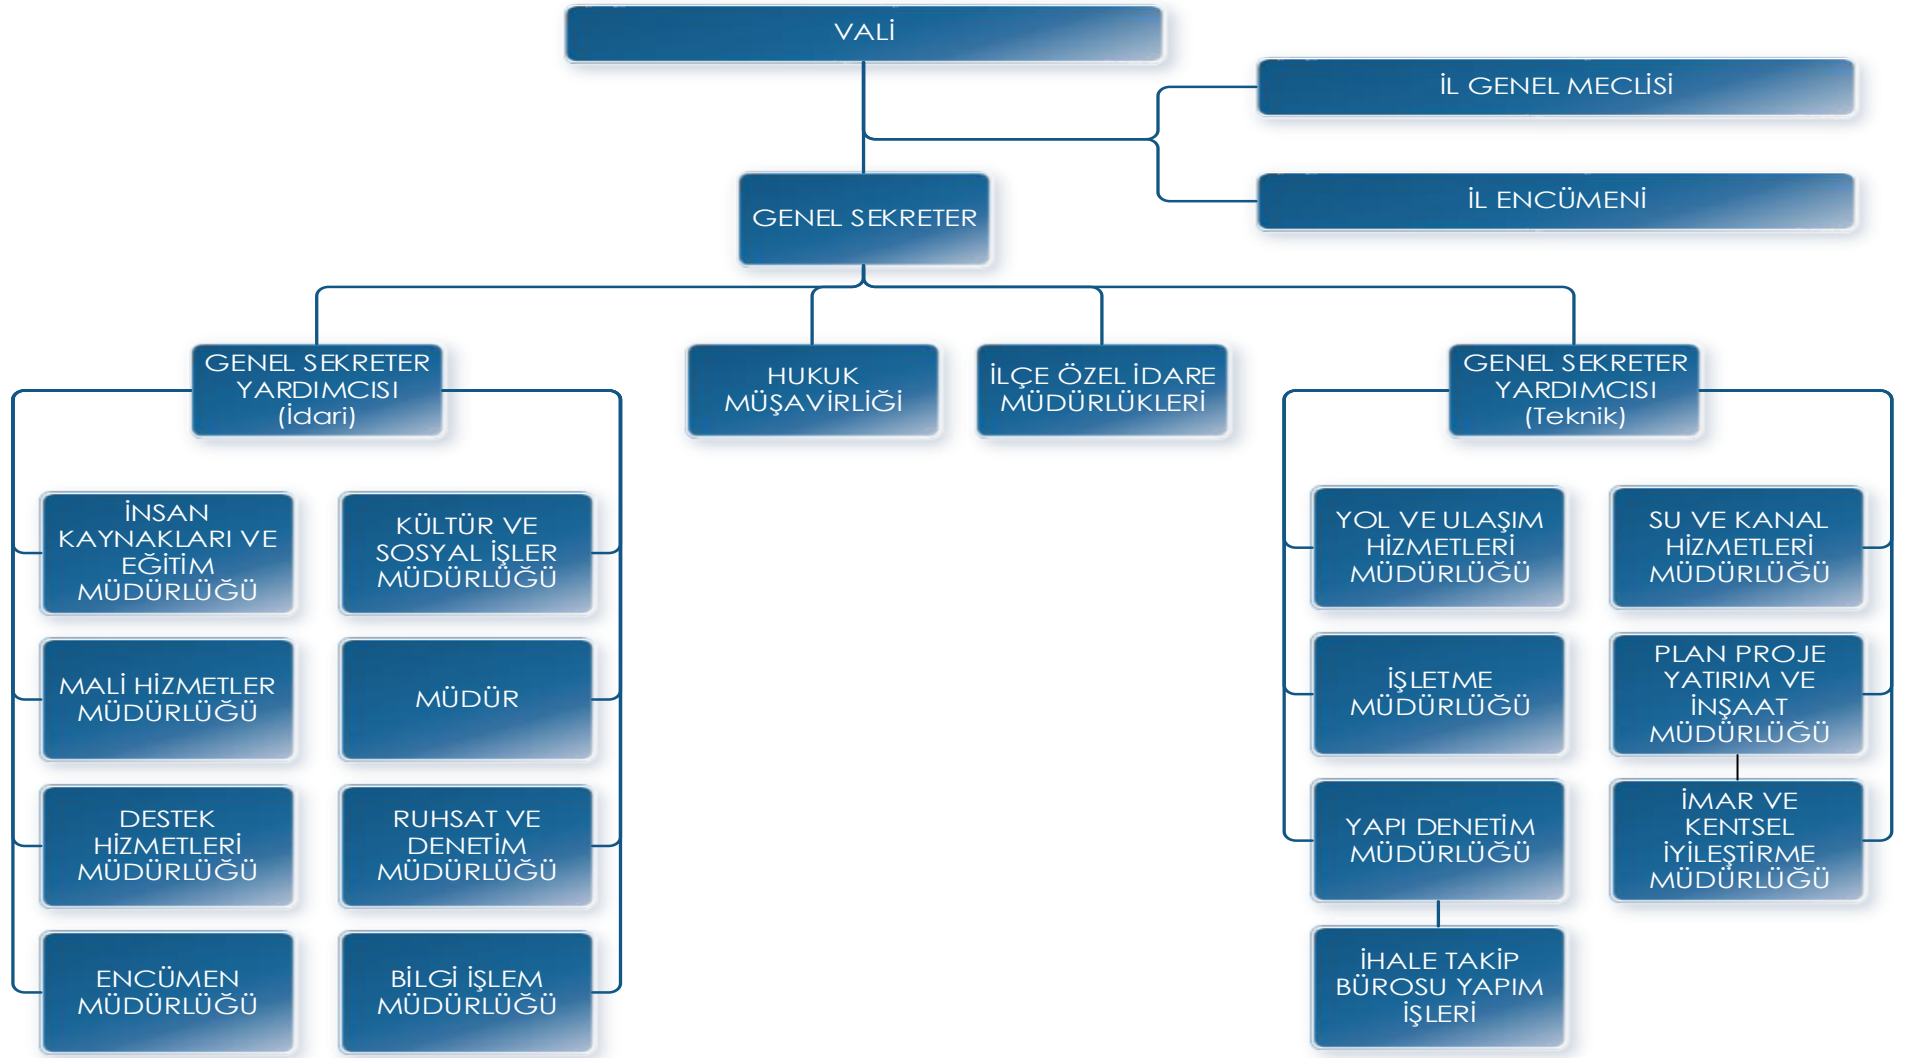 VALİ
İL GENEL MECLİSİ
İL ENCÜMENİ
GENEL SEKRETER
GENEL SEKRETER
YARDIMCISI
(İdari)
HUKUK
MÜŞAVİRLİĞİ
İLÇE ÖZEL İDARE
MÜDÜRLÜKLERİ
GENEL SEKRETER
YARDIMCISI
(Teknik)
İNSAN
KAYNAKLARI VE
EĞİTİM
MÜDÜRLÜĞÜ
KÜLTÜR VE
SOSYAL İŞLER
MÜDÜRLÜĞÜ
YOL VE ULAŞIM
HİZMETLERİ
MÜDÜRLÜĞÜ
SU VE KANAL
HİZMETLERİ
MÜDÜRLÜĞÜ
MALİ HİZMETLER
MÜDÜRLÜĞÜ
MÜDÜR
İŞLETME
MÜDÜRLÜĞÜ
PLAN PROJE
YATIRIM VE
İNŞAAT
MÜDÜRLÜĞÜ
DESTEK
HİZMETLERİ
MÜDÜRLÜĞÜ
RUHSAT VE
DENETİM
MÜDÜRLÜĞÜ
YAPI DENETİM
MÜDÜRLÜĞÜ
İMAR VE
KENTSEL
İYİLEŞTİRME
MÜDÜRLÜĞÜ
ENCÜMEN
MÜDÜRLÜĞÜ
BİLGİ İŞLEM
MÜDÜRLÜĞÜ
İHALE TAKİP
BÜROSU YAPIM
İŞLERİ